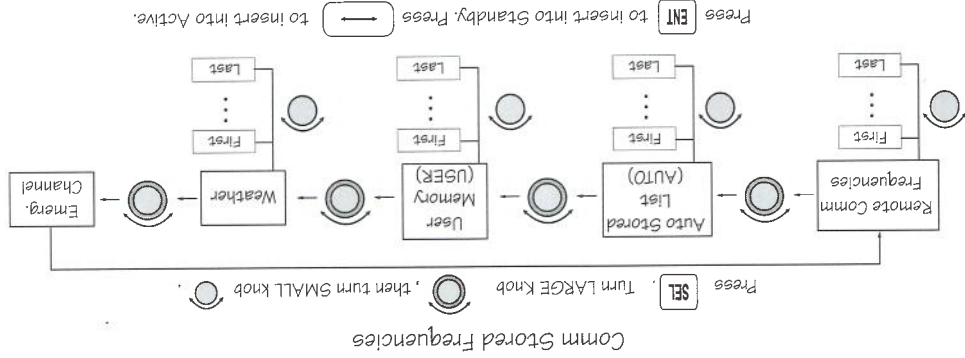 Comm Stored Frequencies
Press SEL. Turn LARGE Knob , then turn SMALL knob .
Remote Comm
Frequencies
First
Last
Auto Stored
List
(AUTO)
First
Last
User
Memory
(USER)
First
Last
Weather
First
Last
Emerg.
Channel
Press ENT to insert into Standby. Press to insert into Active.